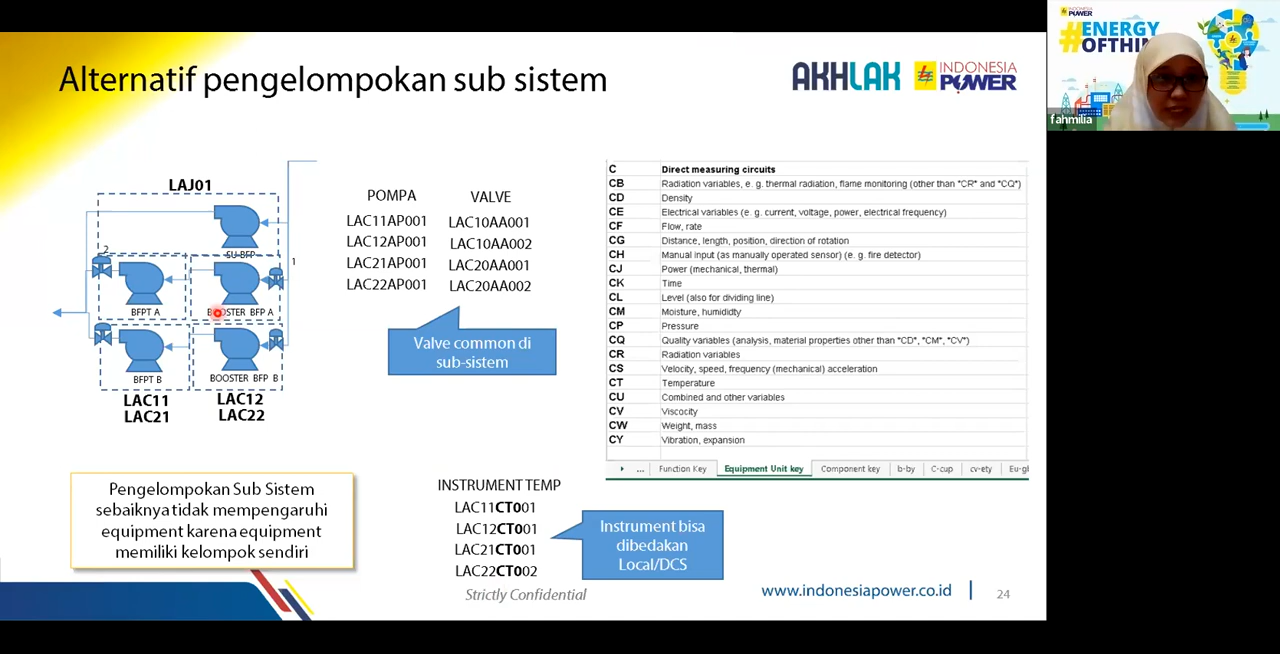 Alternatif pengelompokan sub sistem
AKHLAK
INDONESIA
POWER
INDONESIA
POWER
#ENERGY
fahmilia
LAJ01
SU BFP
2
1
BFPT A
BOOSTER BFP A
BFPT B
BOOSTER BFP B
LAC11
LAC21
LAC12
LAC22
POMPA
LAC11AP001
LAC12AP001
LAC21AP001
LAC22AP001
VALVE
LAC10AA001
LAC10AA002
LAC20AA001
LAC20AA002
Valve common di
sub-sistem
C Direct measuring circuits
CB Radiation variables, e. g. thermal radiation, flame monitoring (other than "CR" and "CQ")
CD Density
CE Electrical variables (e. g. current, voltage, power, electrical frequency)
CF Flow, rate
CG Distance, length, position, direction of rotation
CH Manual input (as manually operated sensor) (e. g. fire detector)
CJ Power (mechanical, thermal)
CK Time
CL Level (also for dividing line)
CM Moisture, humididty
CP Pressure
CQ Quality variables (analysis, material properties other than "CD", "CM", "CV")
CR Radiation variables
CS Velocity, speed, frequency (mechanical) acceleration
CT Temperature
CU Combined and other variables
CV Viscocity
CW Weight, mass
CY Vibration, expansion
... Function Key Equipment Unit key Component key b-by C-cup cv-ety Eu-gl
Pengelompokan Sub Sistem
sebaiknya tidak mempengaruhi
equipment karena equipment
memiliki kelompok sendiri
INSTRUMENT TEMP
LAC11CT001
LAC12CT001
LAC21CT001
LAC22CT002
Instrument bisa
dibedakan
Local/DCS
Strictly Confidential
www.indonesiapower.co.id
24